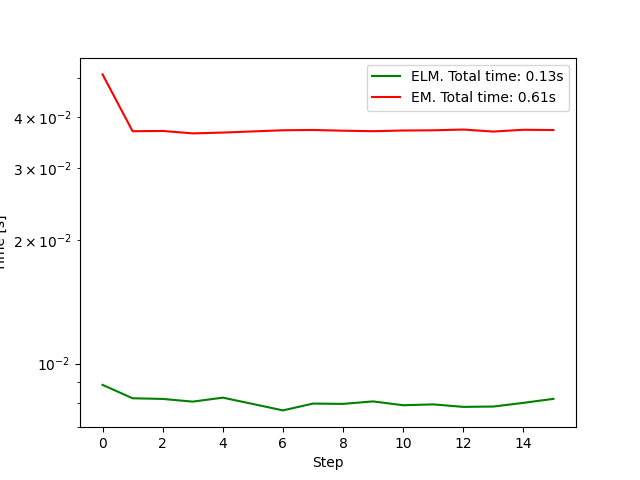 ELM. Total time: 0.13s
EM. Total time: 0.61s
4 × 10⁻²
3 × 10⁻²
2 × 10⁻²
10⁻²
[s]
0 2 4 6 8 10 12 14
Step